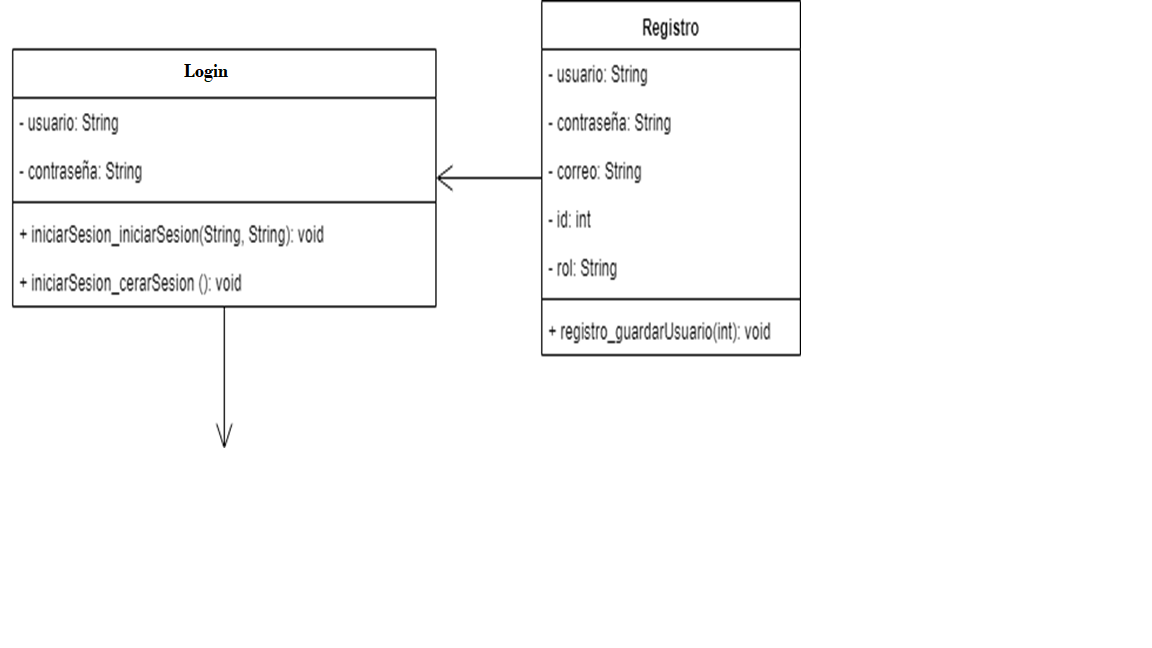 Login
- usuario: String
- contraseña: String
+ iniciarSesion_iniciarSesion(String, String): void
+ iniciarSesion_cerarSesion (): void
Registro
- usuario: String
- contraseña: String
- correo: String
- id: int
- rol: String
+ registro_guardarUsuario(int): void